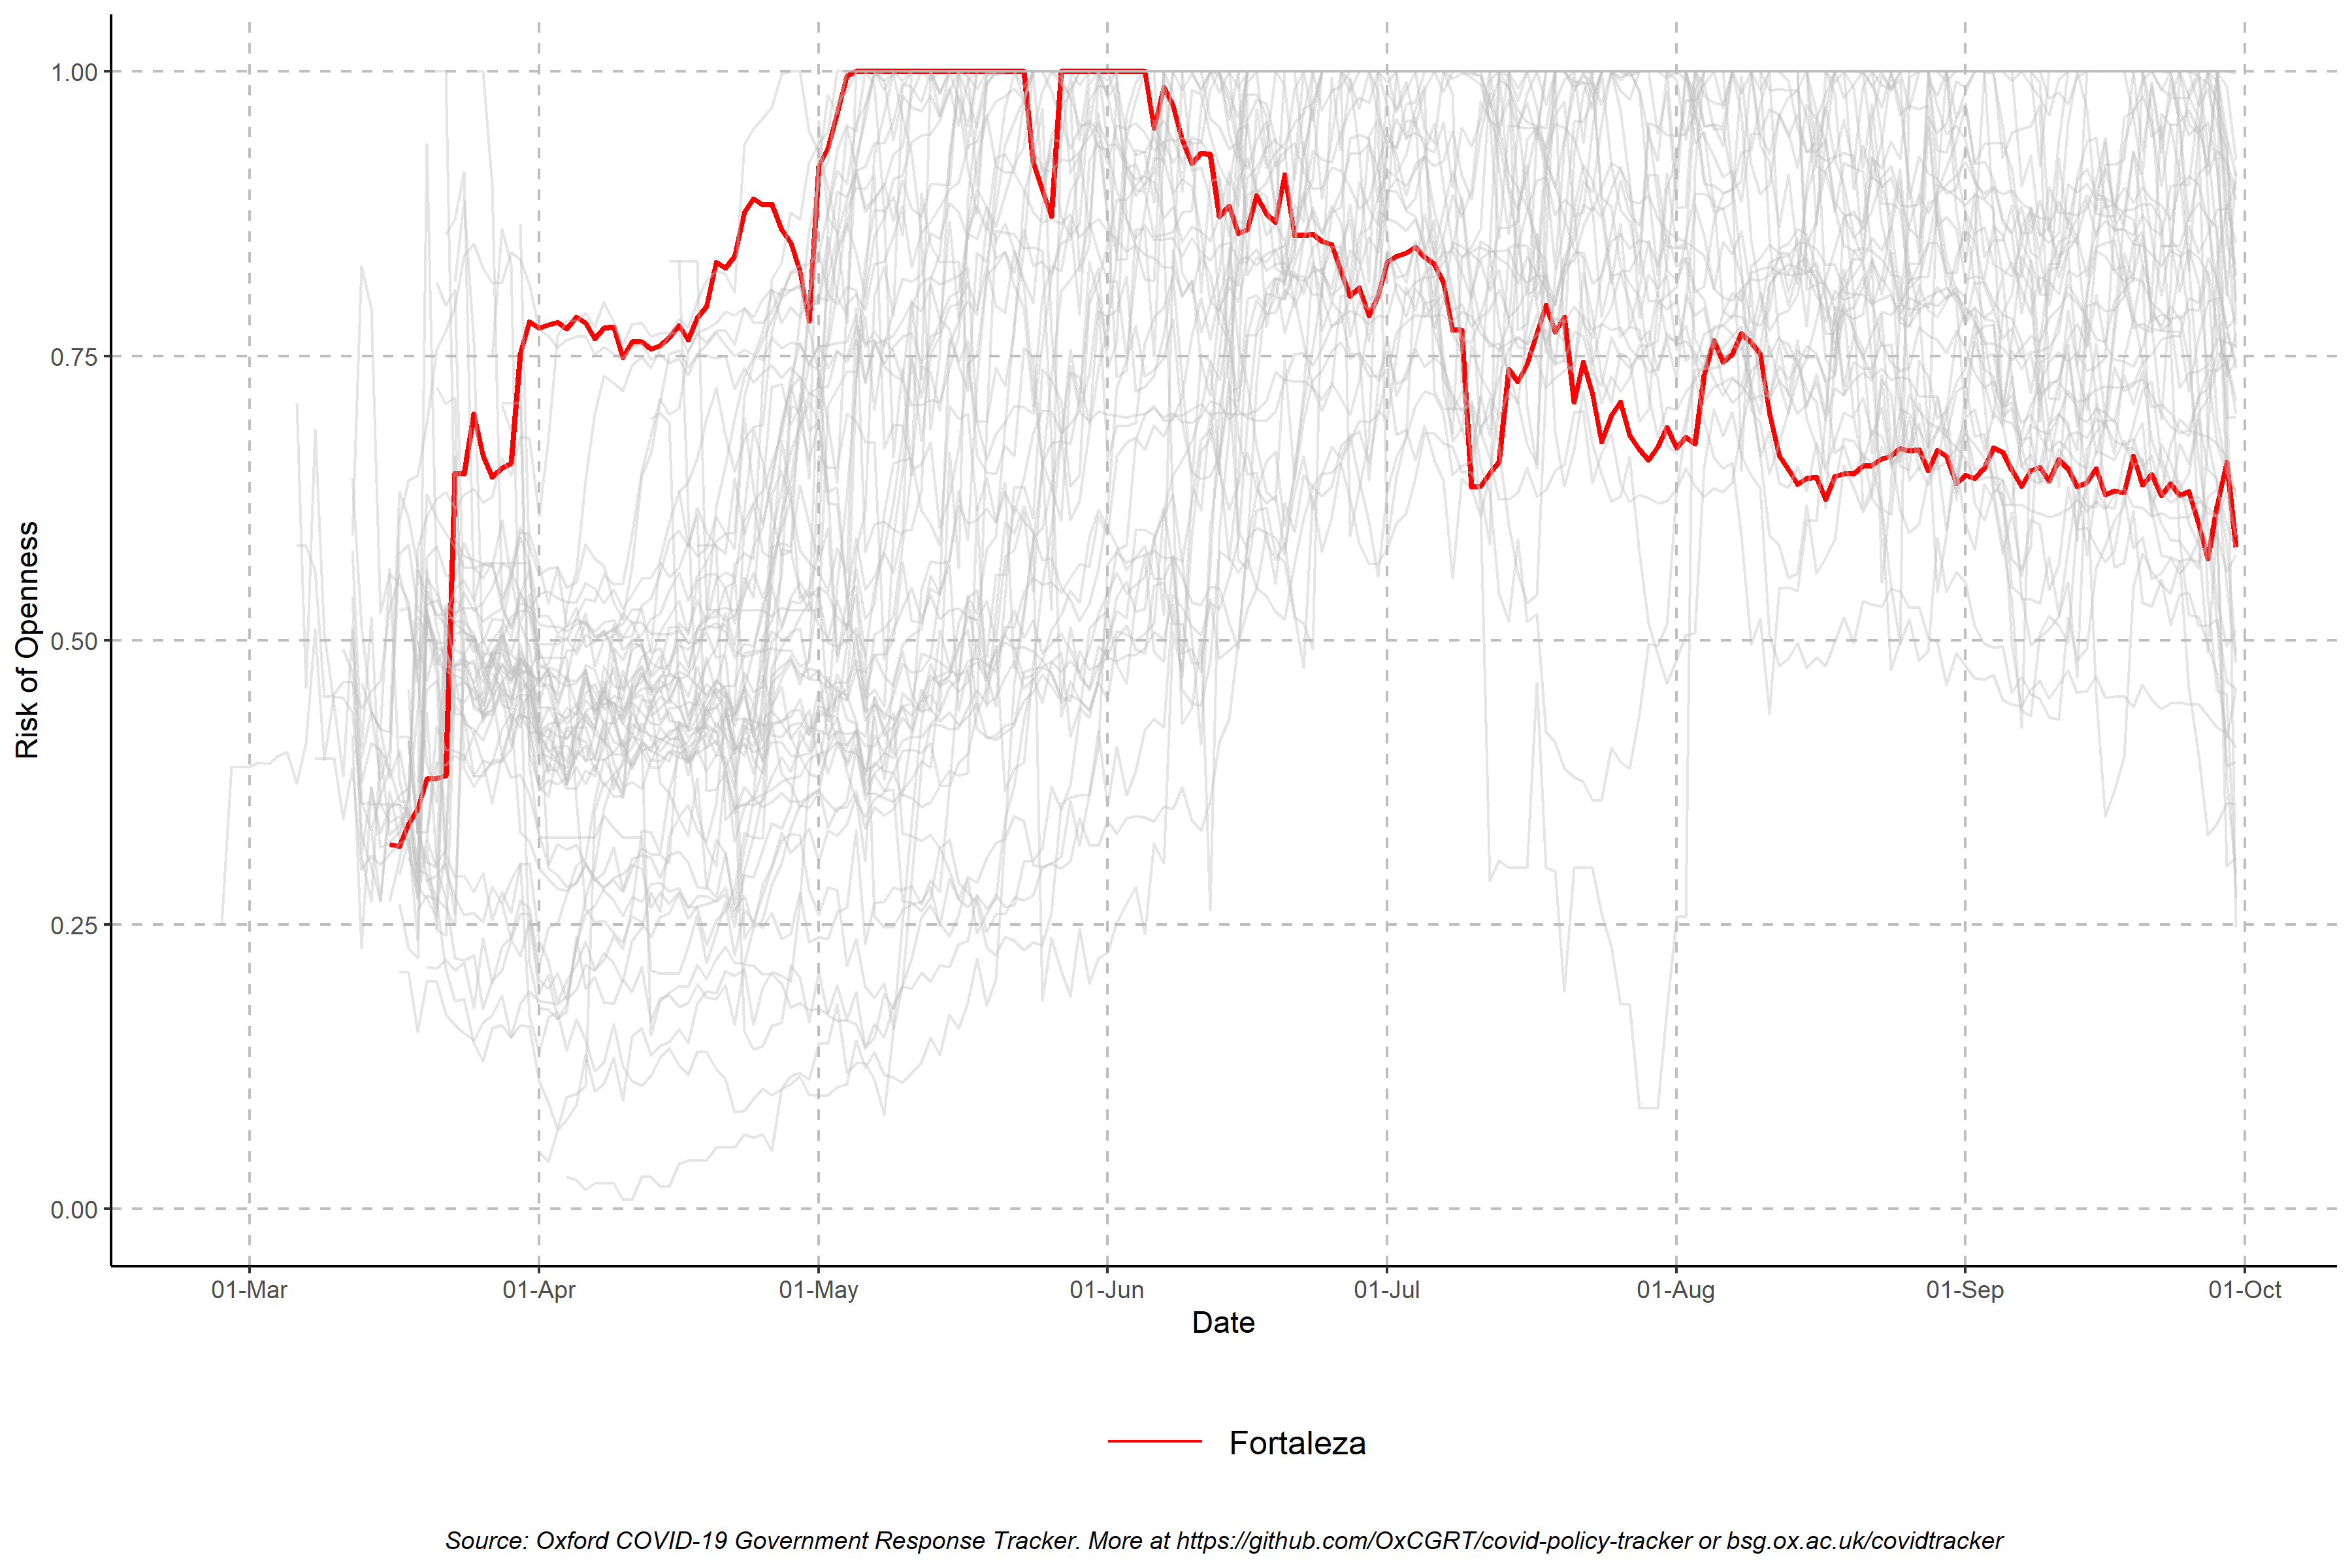 1.00
0.75
0.50
0.25
0.00
Risk of Openness
01-Mar 01-Apr 01-May 01-Jun 01-Jul 01-Aug 01-Sep 01-Oct
Date
Fortaleza
Source: Oxford COVID-19 Government Response Tracker. More at https://github.com/OxCGRT/covid-policy-tracker or bsg.ox.ac.uk/covidtracker